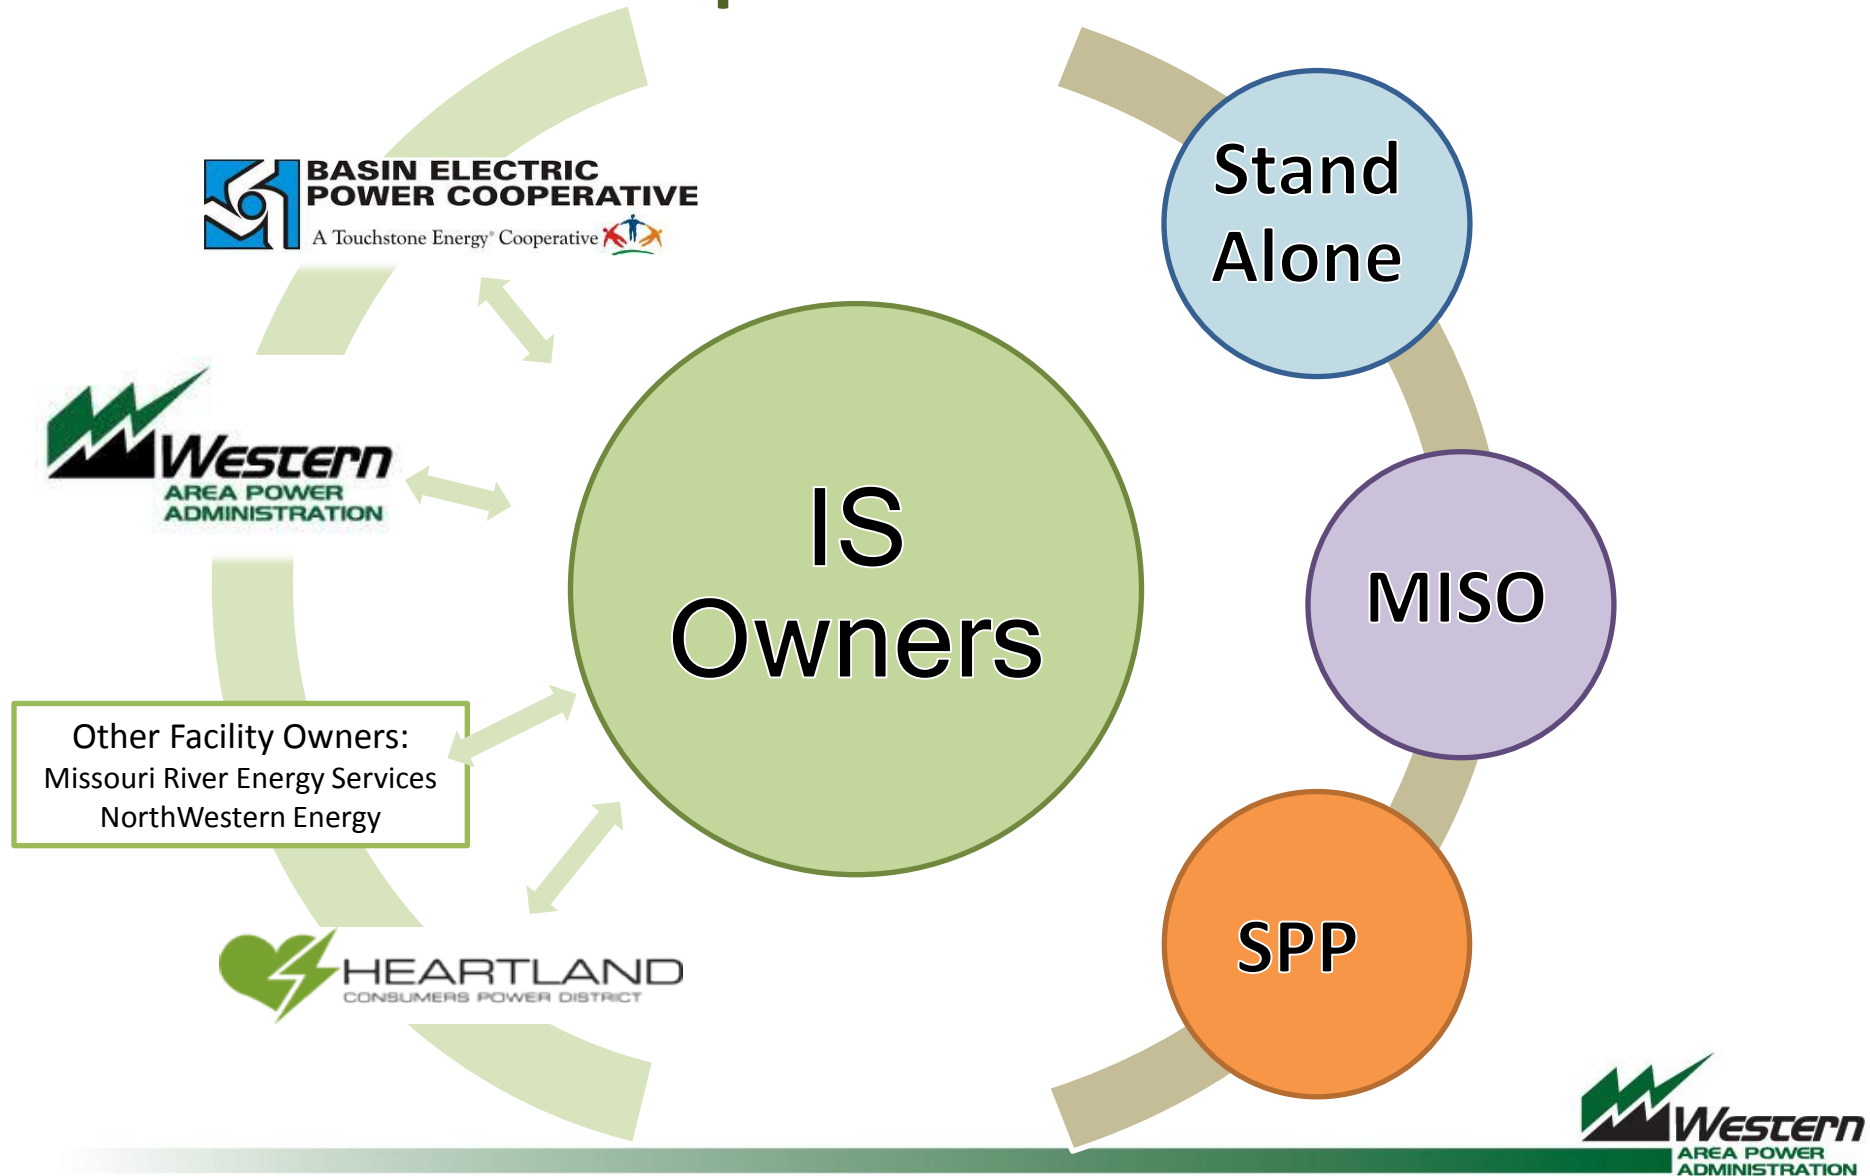 BASIN ELECTRIC
POWER COOPERATIVE
A Touchstone Energy® Cooperative
Western
AREA POWER
ADMINISTRATION
Other Facility Owners:
Missouri River Energy Services
NorthWestern Energy
HEARTLAND
CONSUMERS POWER DISTRICT
IS
Owners
Stand
Alone
MISO
SPP
Western
AREA POWER
ADMINISTRATION